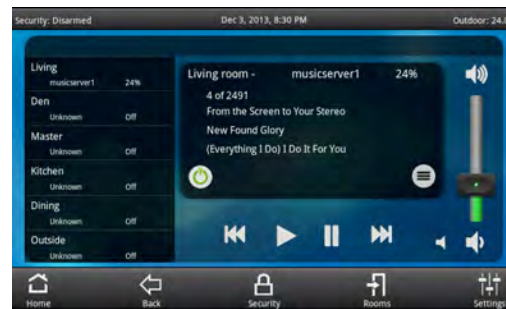 Security: Disarmed Dec 3, 2013, 8:30 PM Outdoor: 24.
Living
musicserver1 24%
Den
Unknown Off
Master
Unknown Off
Kitchen
Unknown Off
Dining
Unknown Off
Outside
Unknown Off
Living room - musicserver1 24%
4 of 2491
From the Screen to Your Stereo
New Found Glory
(Everything I Do) I Do It For You
Home Back Security Rooms Settings